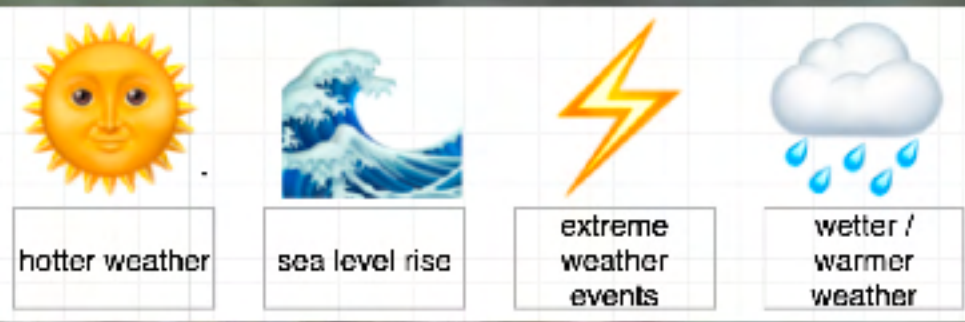 hotter weather
sea level rise
extreme
weather
events
wetter /
warmer
weather